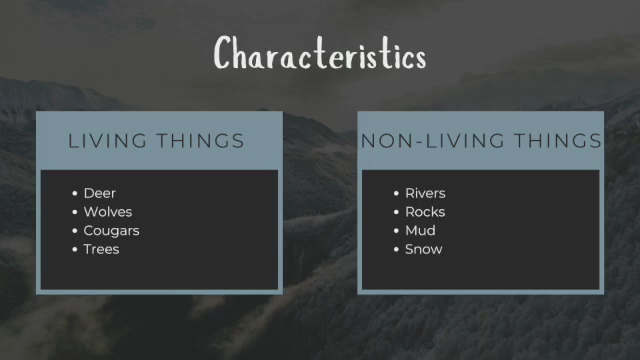 Characteristics
LIVING THINGS
• Deer
• Wolves
• Cougars
• Trees
NON-LIVING THINGS
• Rivers
• Rocks
• Mud
• Snow